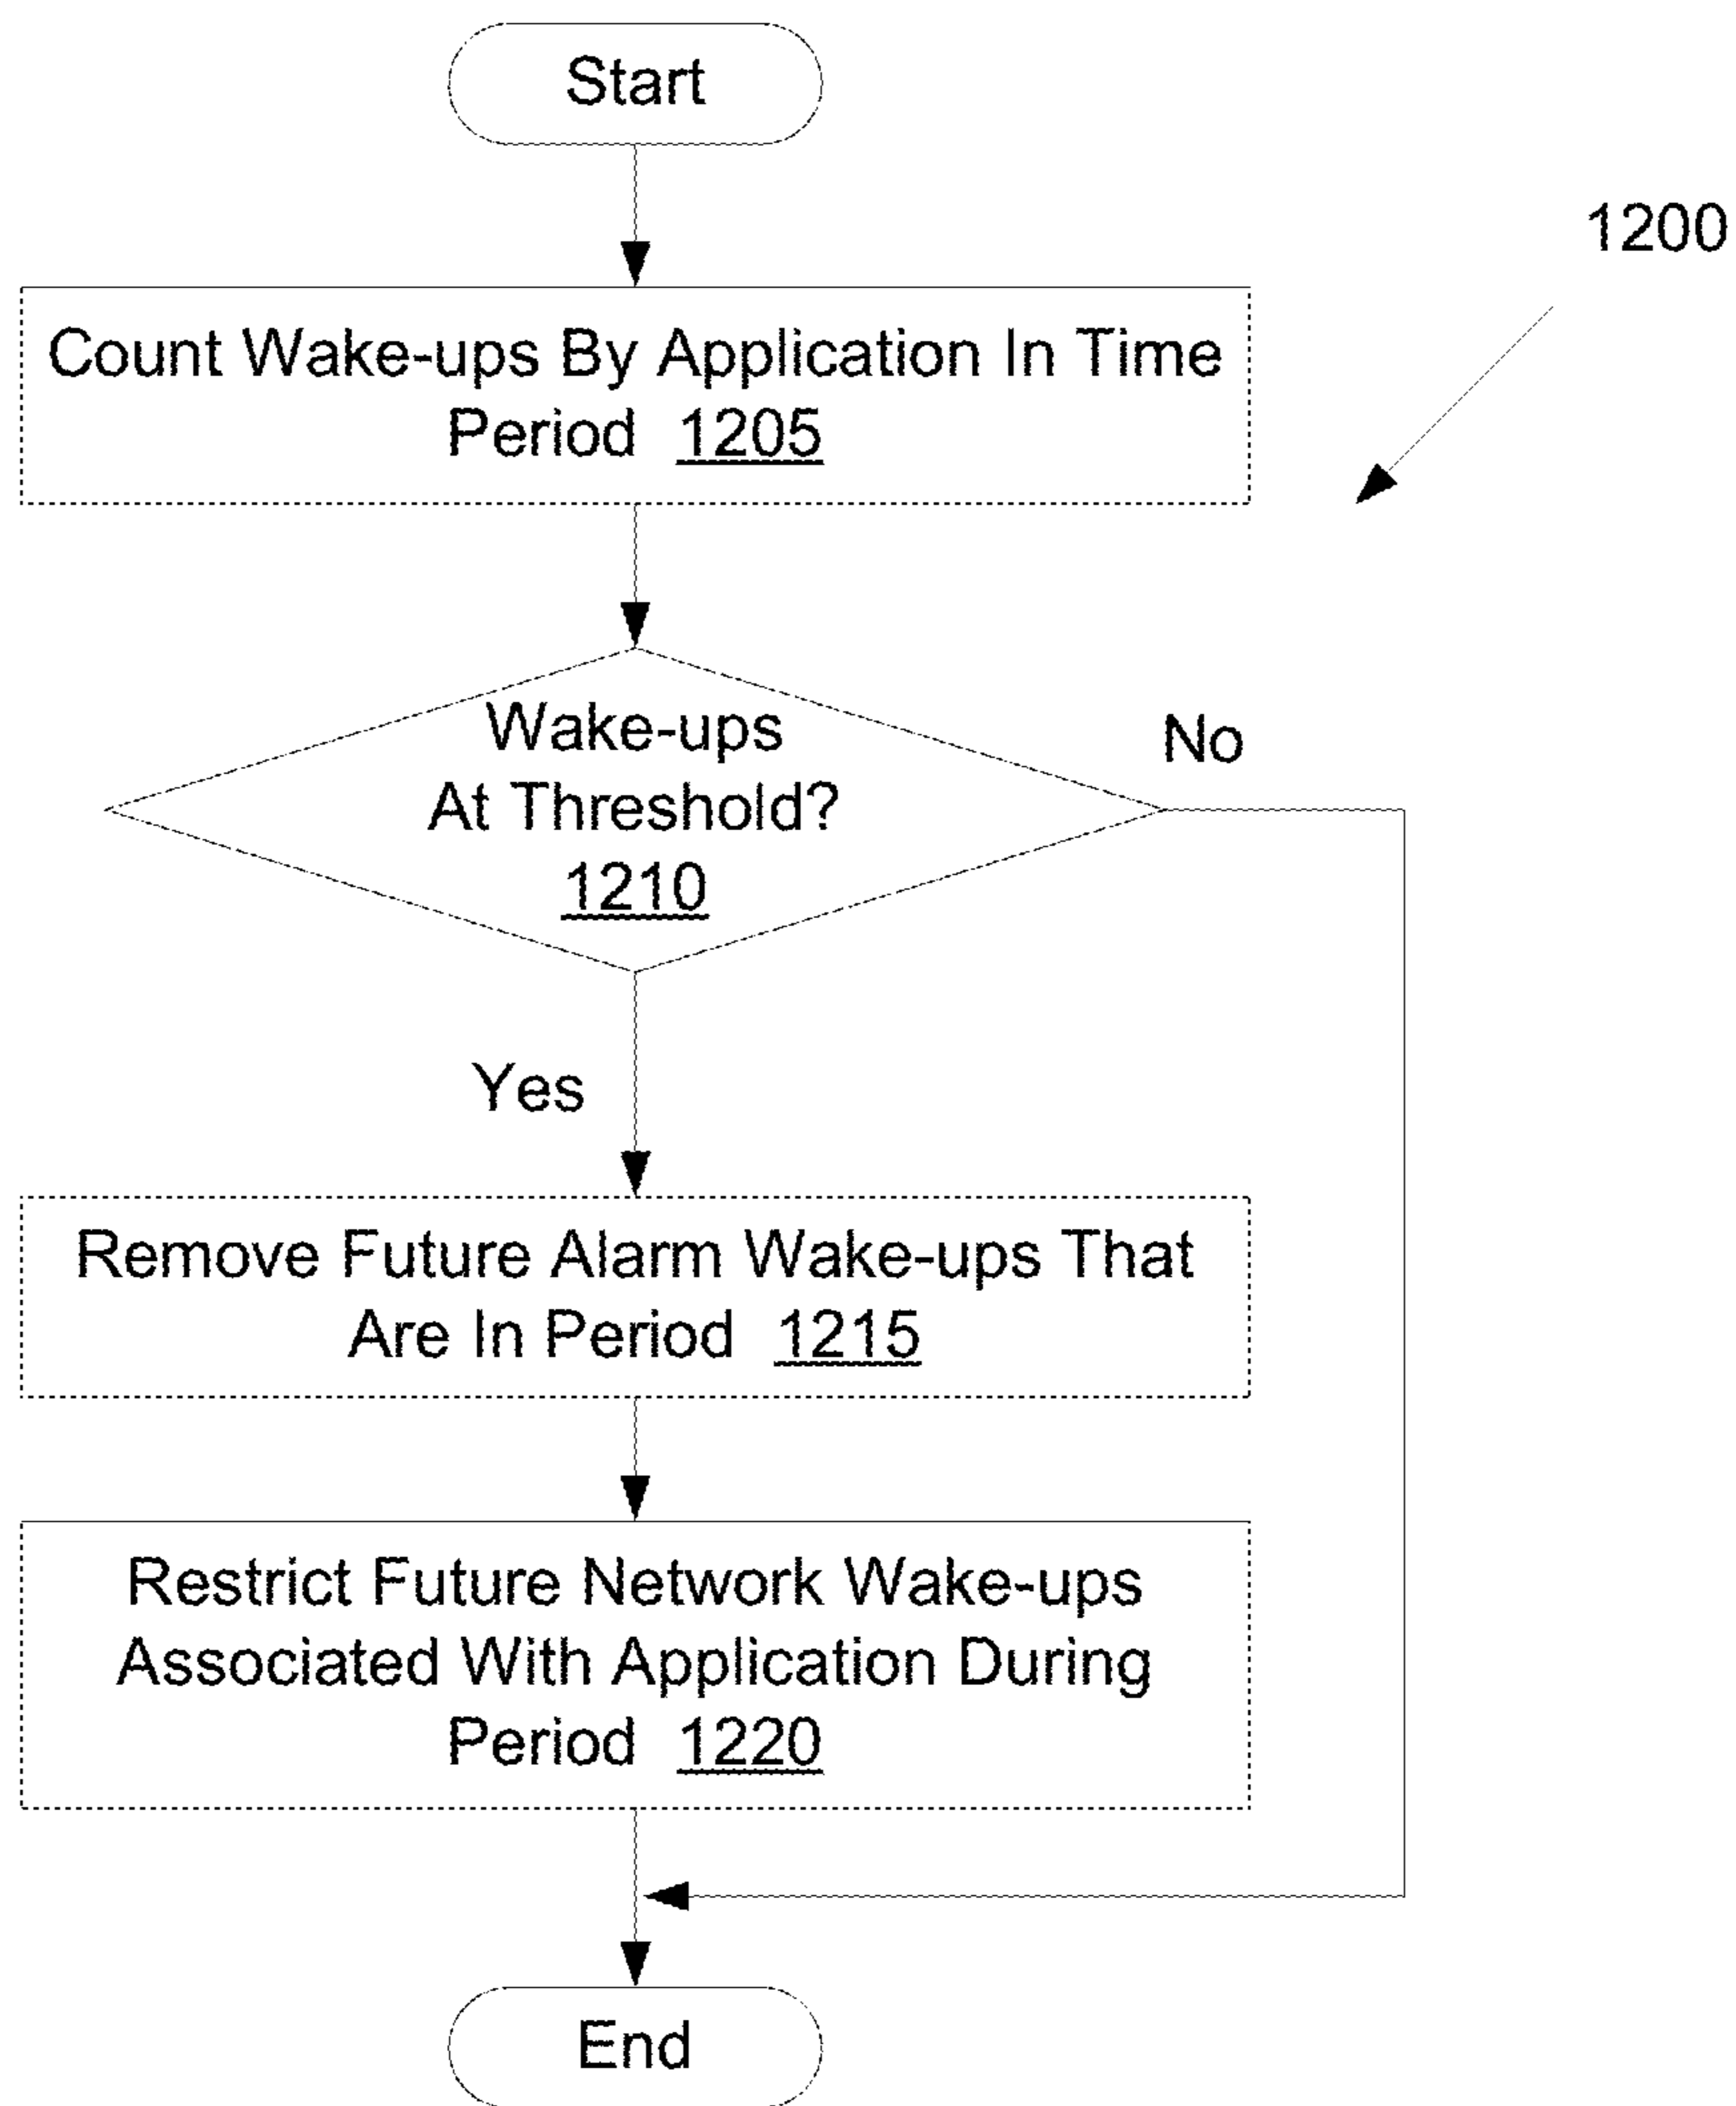 Start
1200
Count Wake-ups By Application In Time
Period 1205
Wake-ups
At Threshold?
1210
No
Yes
Remove Future Alarm Wake-ups That
Are In Period 1215
Restrict Future Network Wake-ups
Associated With Application During
Period 1220
End